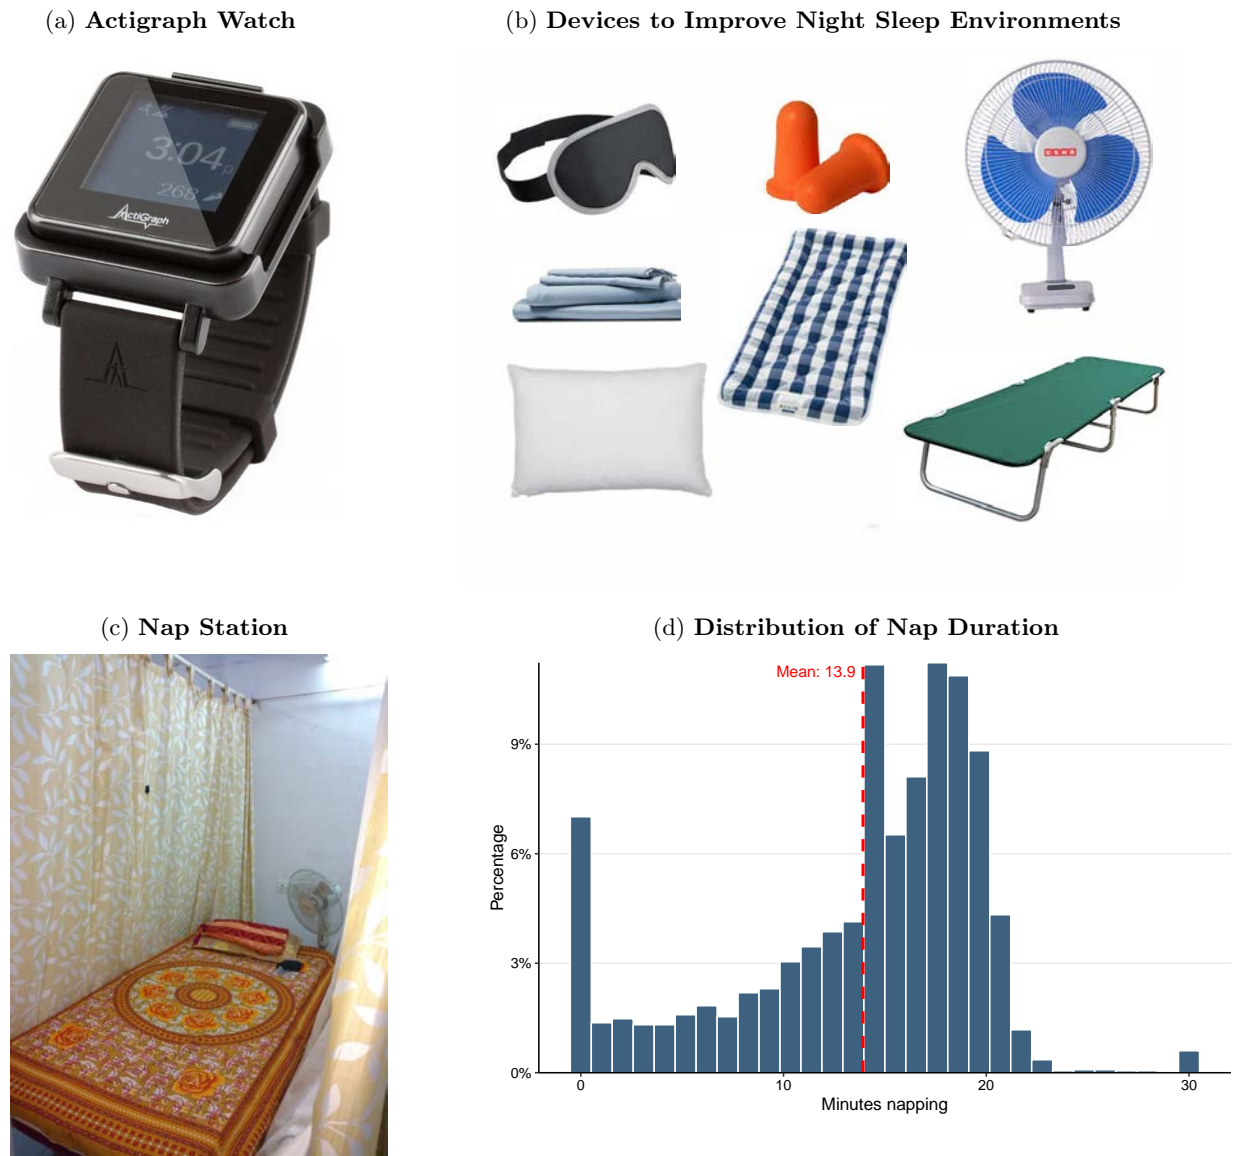 (a) Actigraph Watch
(b) Devices to Improve Night Sleep Environments
3:04
268
ActiGraph
USHA
(c) Nap Station
(d) Distribution of Nap Duration
Mean: 13.9
9%
6%
3%
0%
Percentage
0 10 20 30
Minutes napping